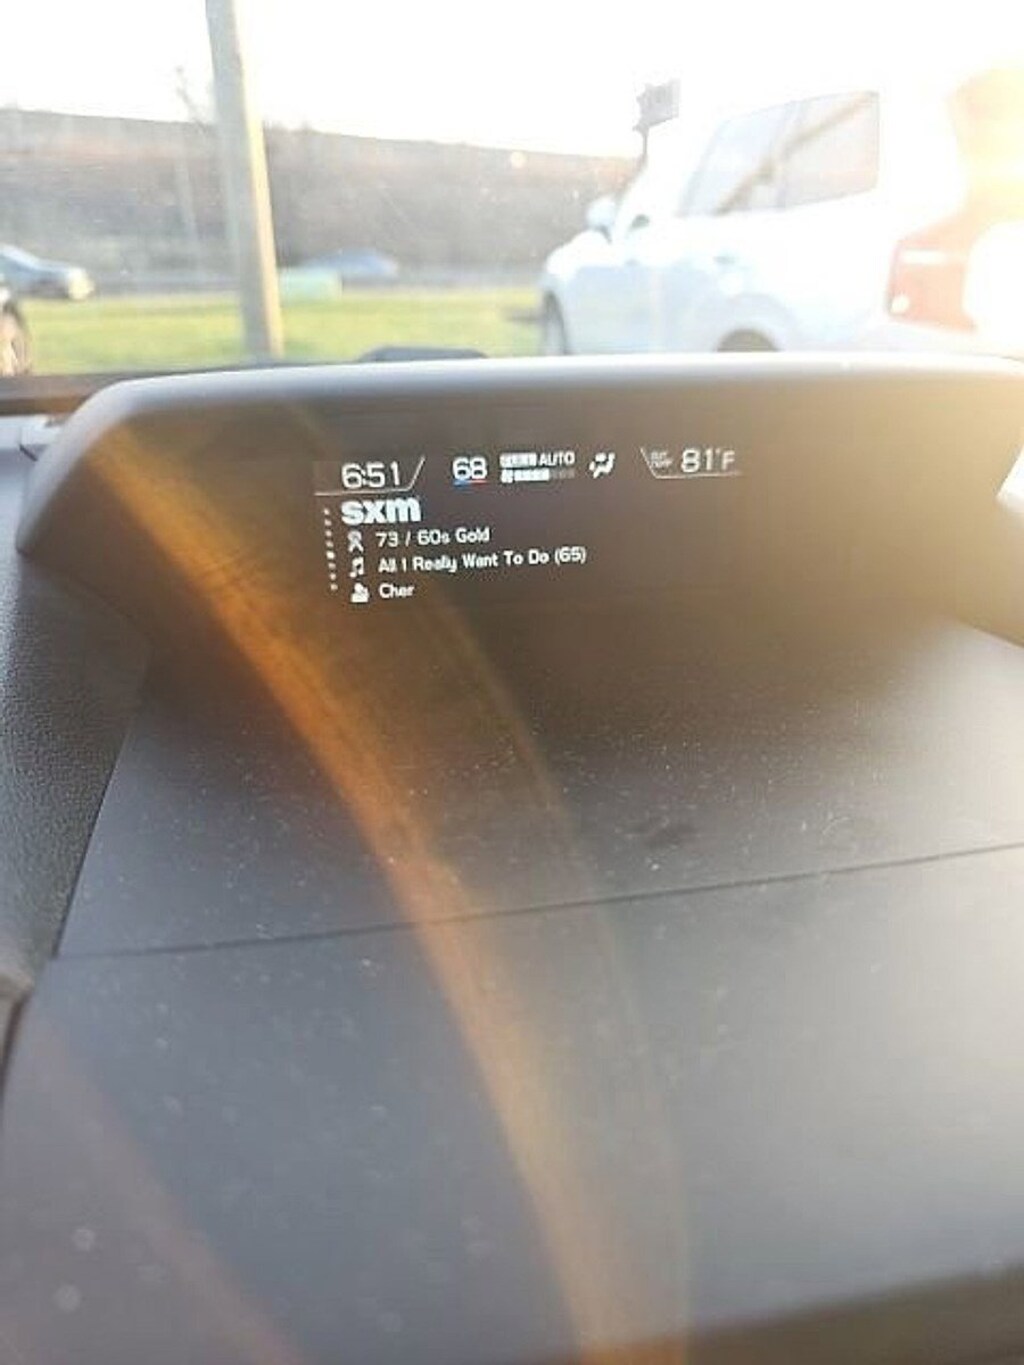 6:51 68 AUTO 81°F
sxm
73 / 60s Gold
All I Really Want To Do (65)
Cher